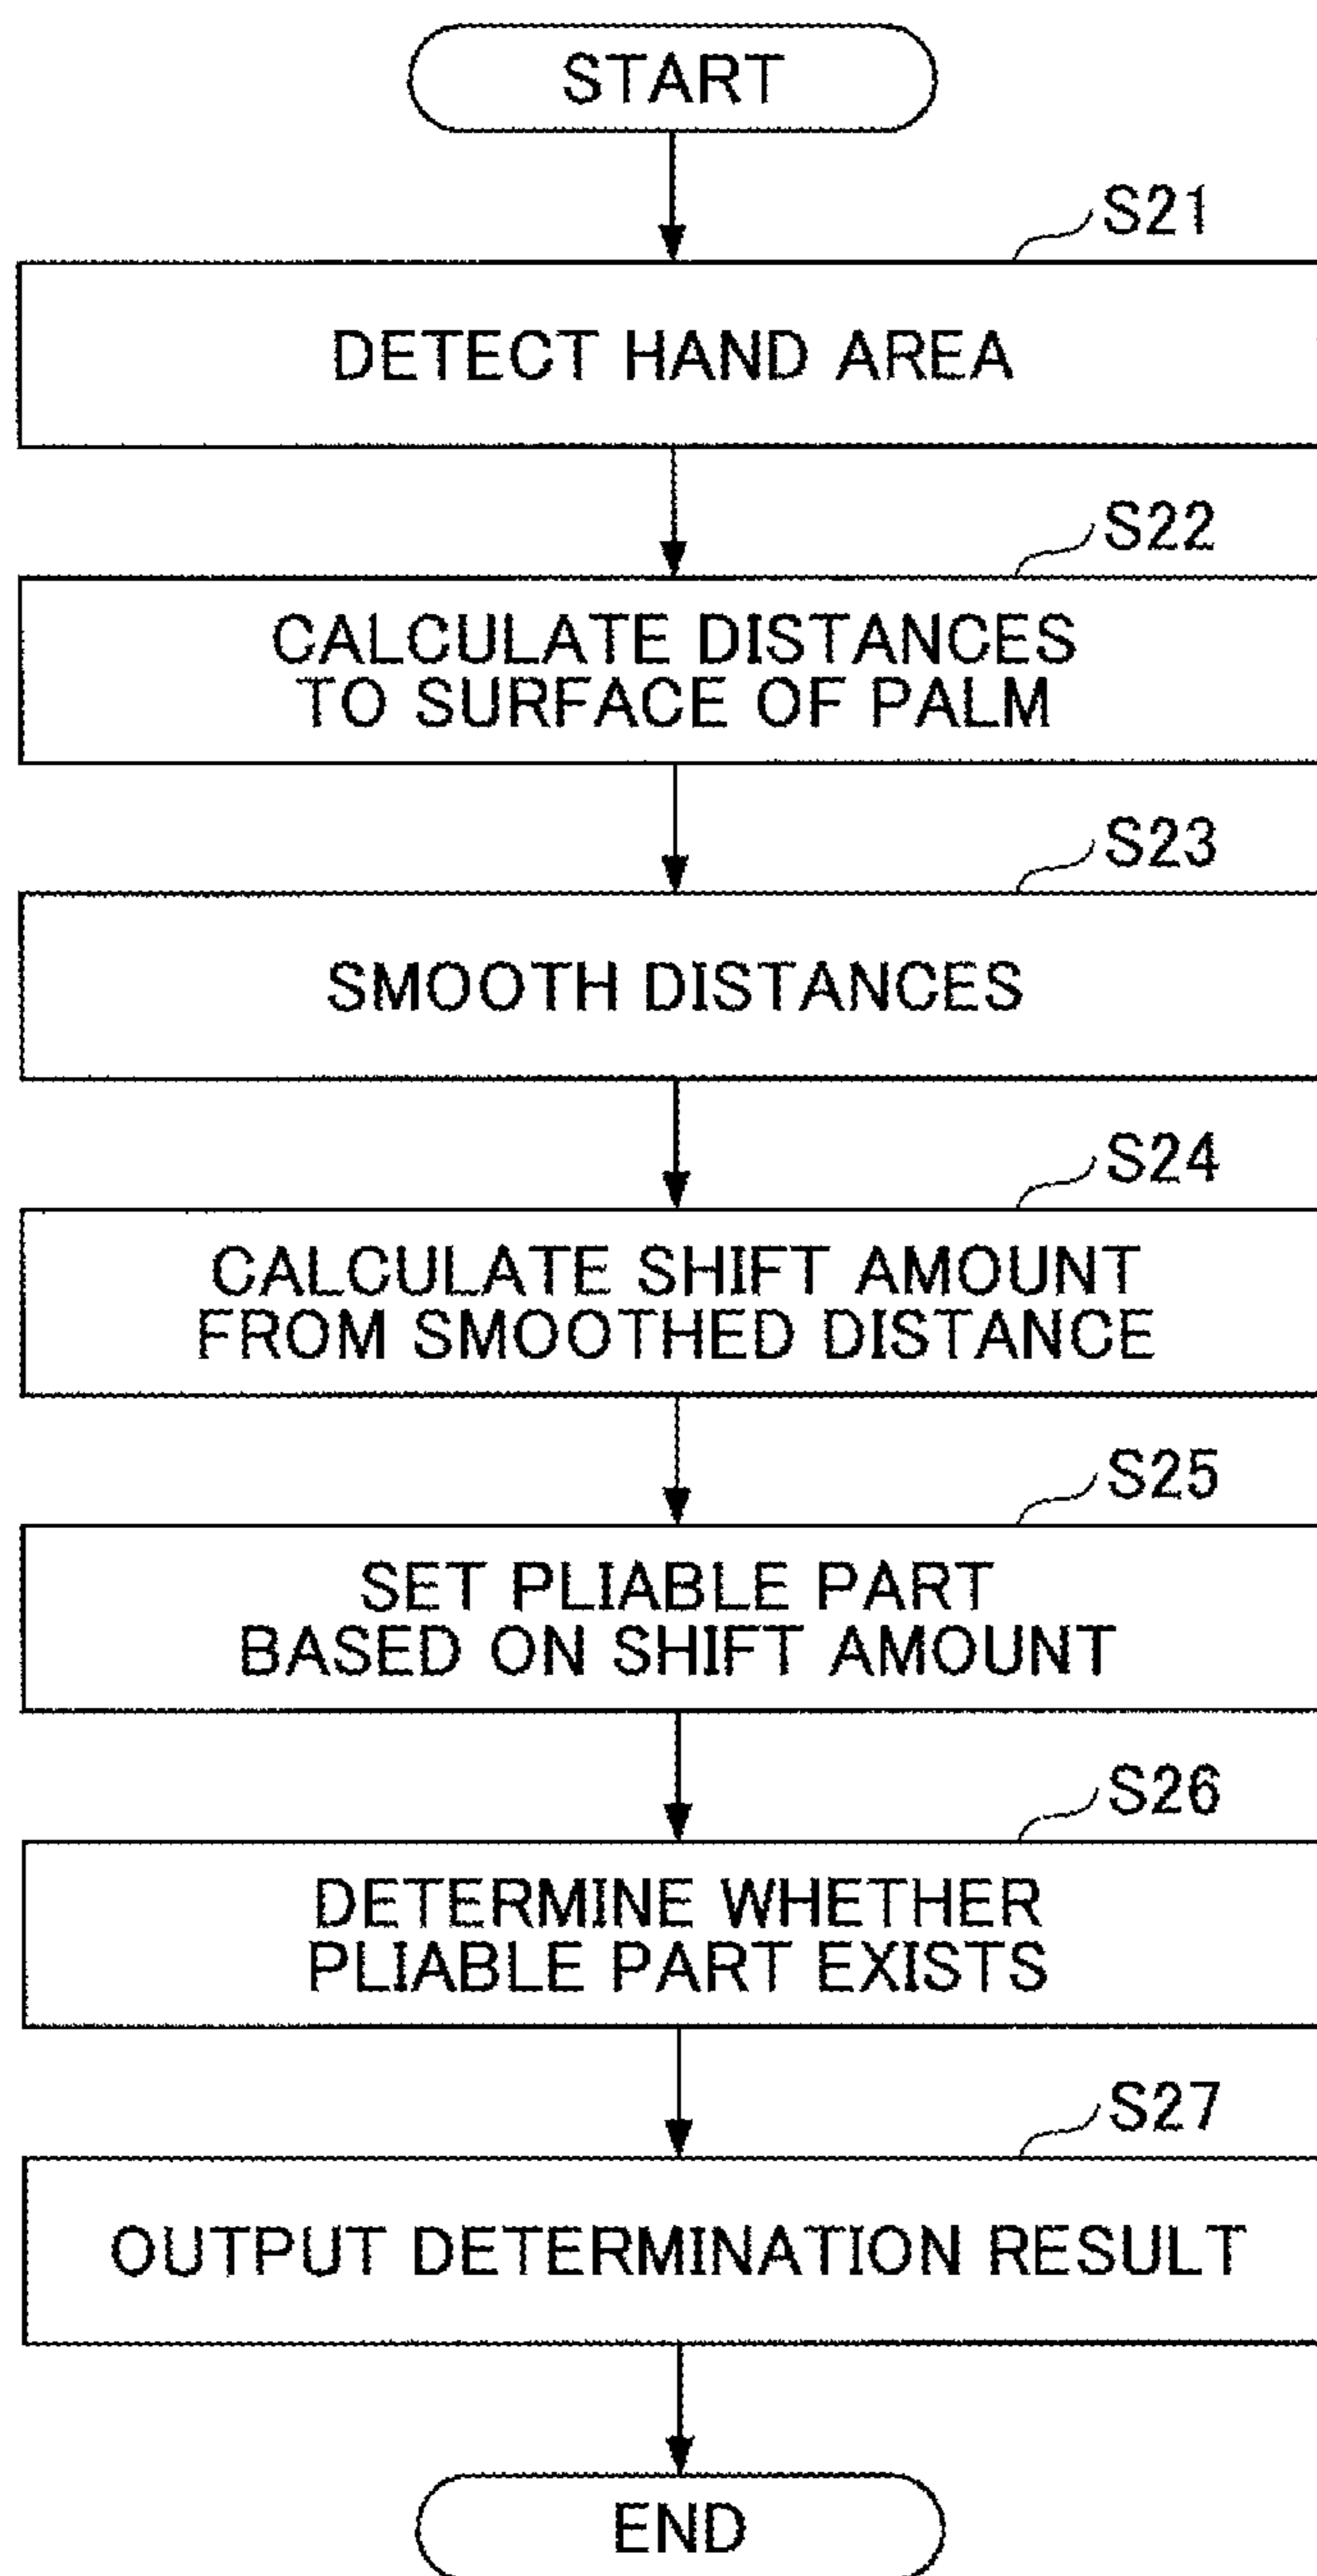 START
S21
DETECT HAND AREA
S22
CALCULATE DISTANCES
TO SURFACE OF PALM
S23
SMOOTH DISTANCES
S24
CALCULATE SHIFT AMOUNT
FROM SMOOTHED DISTANCE
S25
SET PLIABLE PART
BASED ON SHIFT AMOUNT
S26
DETERMINE WHETHER
PLIABLE PART EXISTS
S27
OUTPUT DETERMINATION RESULT
END